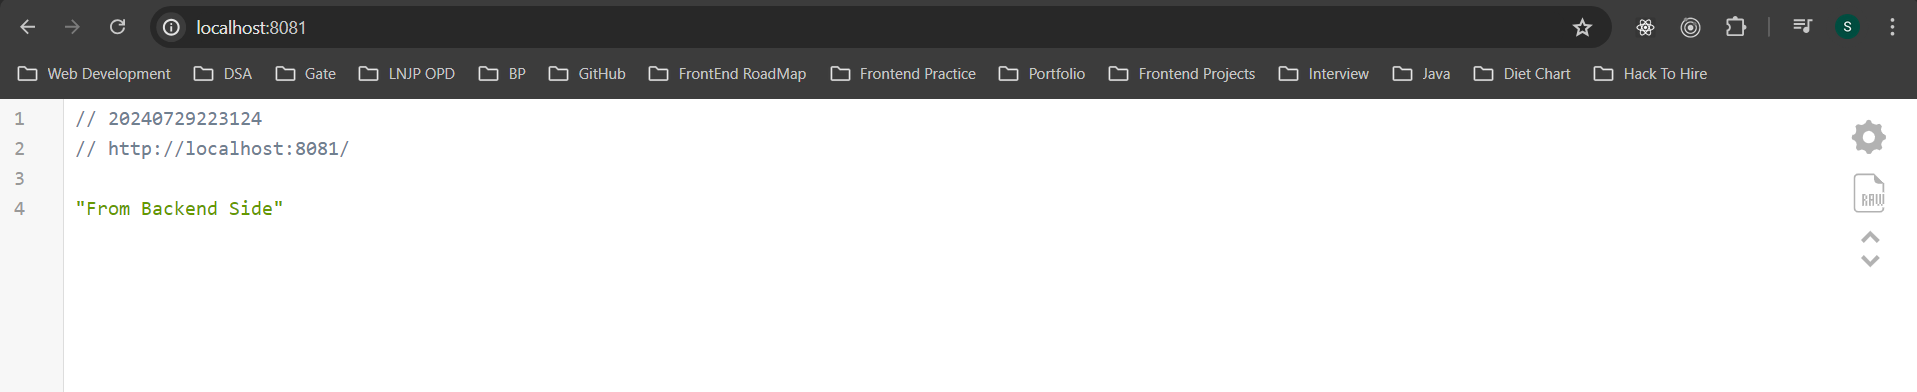 localhost:8081
S
Web Development DSA Gate LNJP OPD BP GitHub FrontEnd RoadMap Frontend Practice Portfolio Frontend Projects Interview Java Diet Chart Hack To Hire
1 // 20240729223124
2 // http://localhost:8081/
3
4 "From Backend Side"
RAW